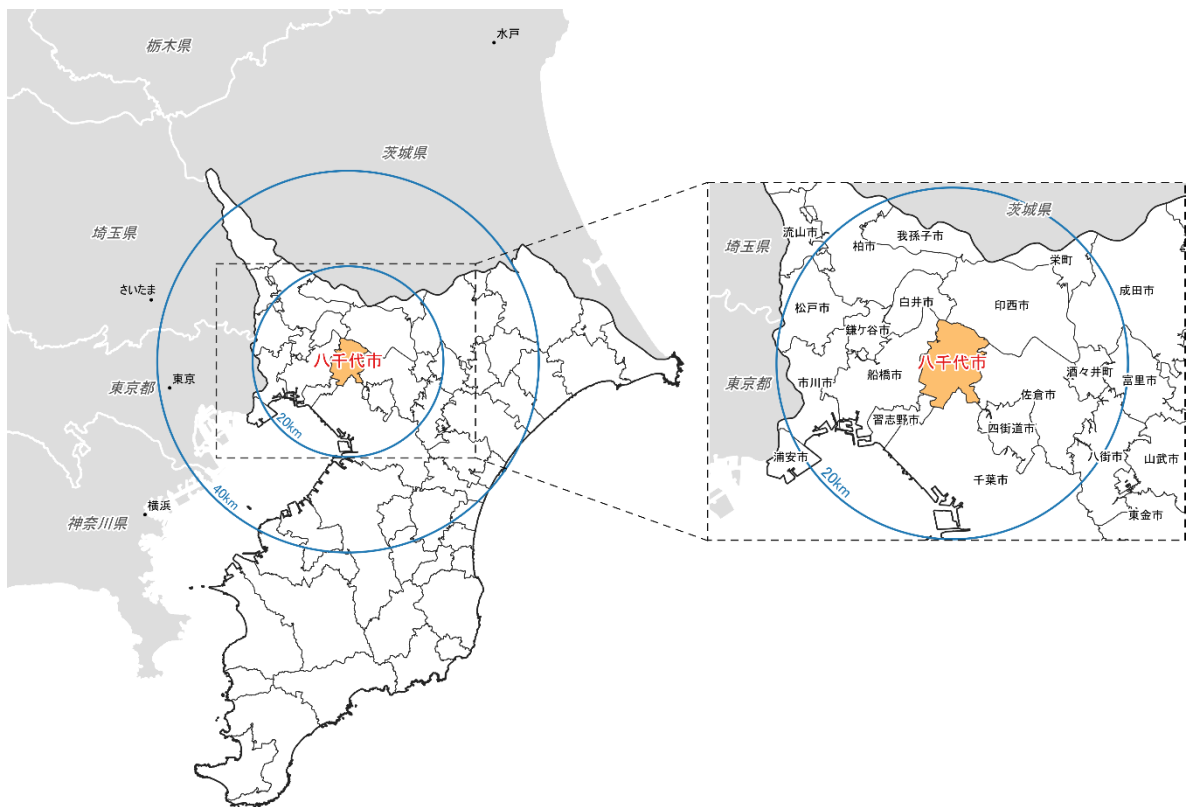 水戸
栃木県
茨城県
埼玉県
さいたま
東京
東京都
八千代市
20km
40km
横浜
神奈川県
茨城県
埼玉県
流山市
柏市
我孫子市
栄町
成田市
松戸市
白井市
印西市
鎌ケ谷市
八千代市
東京都
市川市
船橋市
酒々井町
富里市
佐倉市
習志野市
四街道市
浦安市
八街市
山武市
千葉市
20km
東金市